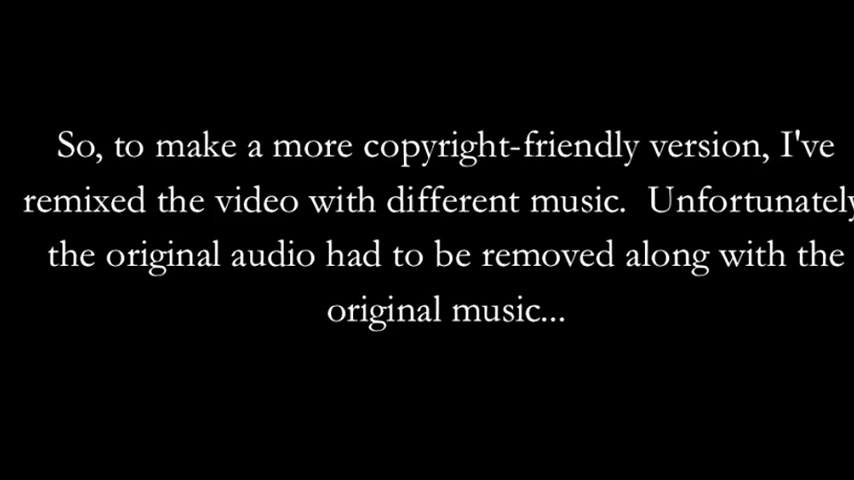 So, to make a more copyright-friendly version, I've
remixed the video with different music.  Unfortunately
the original audio had to be removed along with the
original music...